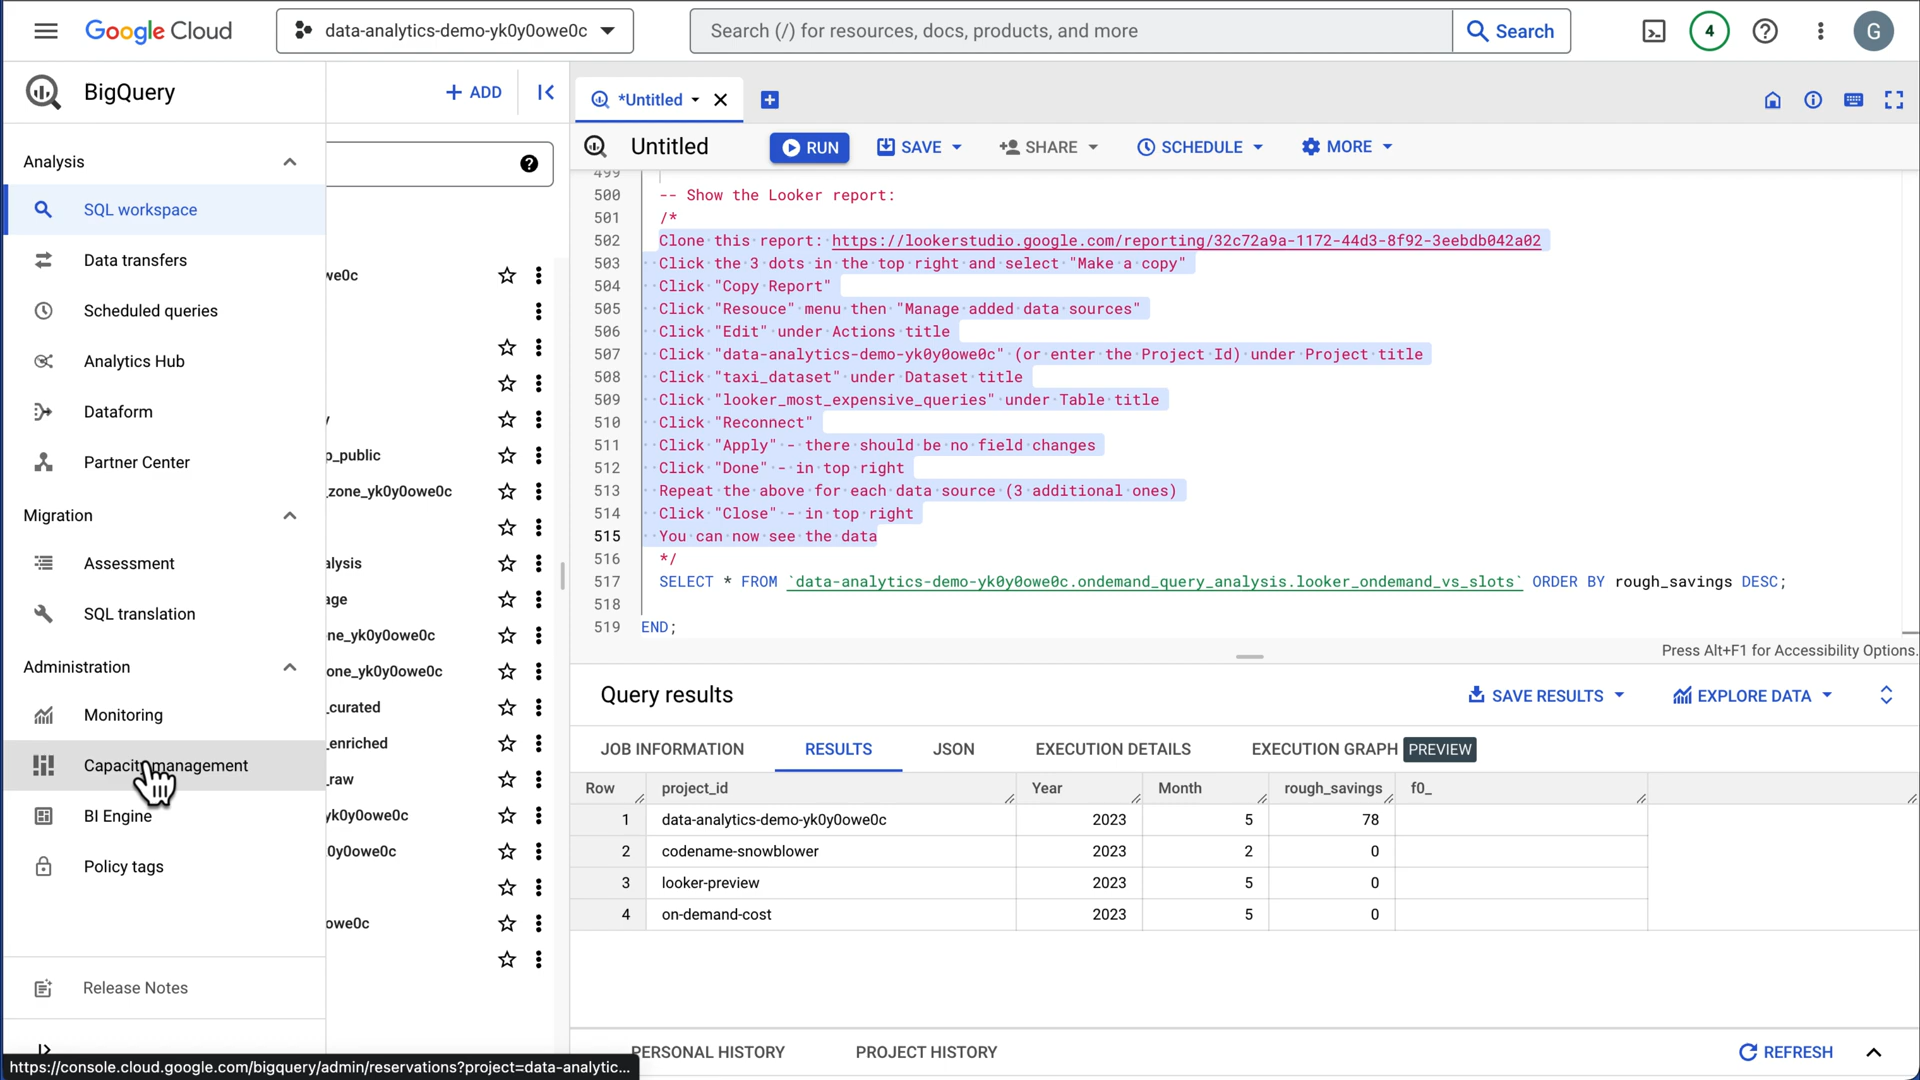 Google Cloud
data-analytics-demo-yk0y0owe0c
Search (/) for resources, docs, products, and more
Search
4
G
BigQuery
+ ADD
*Untitled
Untitled
RUN
SAVE
SHARE
SCHEDULE
MORE
Analysis
SQL workspace
Data transfers
Scheduled queries
Analytics Hub
Dataform
Partner Center
Migration
Assessment
SQL translation
Administration
Monitoring
Capacity management
BI Engine
Policy tags
Release Notes
we0c
y
p_public
_zone_yk0y0owe0c
alysis
age
ne_yk0y0owe0c
one_yk0y0owe0c
_curated
_enriched
_raw
yk0y0owe0c
0y0owe0c
owe0c
499
500 -- Show the Looker report:
501 /*
502 Clone this report: https://lookerstudio.google.com/reporting/32c72a9a-1172-44d3-8f92-3eebdb042a02
503 Click the 3 dots in the top right and select "Make a copy"
504 Click "Copy Report"
505 Click "Resouce" menu then "Manage added data sources"
506 Click "Edit" under Actions title
507 Click "data-analytics-demo-yk0y0owe0c" (or enter the Project Id) under Project title
508 Click "taxi_dataset" under Dataset title
509 Click "looker_most_expensive_queries" under Table title
510 Click "Reconnect"
511 Click "Apply" - there should be no field changes
512 Click "Done" - in top right
513 Repeat the above for each data source (3 additional ones)
514 Click "Close" - in top right
515 You can now see the data
516 */
517 SELECT * FROM `data-analytics-demo-yk0y0owe0c.ondemand_query_analysis.looker_ondemand_vs_slots` ORDER BY rough_savings DESC;
518
519 END;
Press Alt+F1 for Accessibility Options.
Query results
SAVE RESULTS
EXPLORE DATA
JOB INFORMATION RESULTS JSON EXECUTION DETAILS EXECUTION GRAPH PREVIEW
Row project_id Year Month rough_savings f0_
1 data-analytics-demo-yk0y0owe0c 2023 5 78
2 codename-snowblower 2023 2 0
3 looker-preview 2023 5 0
4 on-demand-cost 2023 5 0
PERSONAL HISTORY PROJECT HISTORY
REFRESH
https://console.cloud.google.com/bigquery/admin/reservations?project=data-analytic...